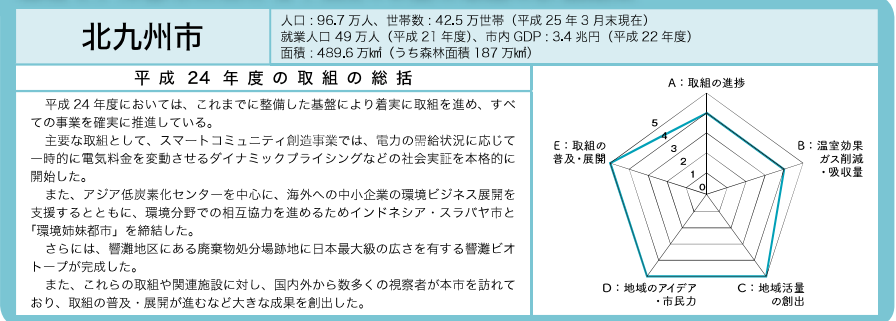 北九州市
人口：96.7 万人、世帯数：42.5 万世帯（平成 25 年 3 月末現在）
就業人口 49 万人（平成 21 年度）、市内 GDP：3.4 兆円（平成 22 年度）
面積：489.6 万㎢（うち森林面積 187 万㎢）
平成 24 年度の取組の総括
平成 24 年度においては、これまでに整備した基盤により着実に取組を進め、すべ
ての事業を確実に推進している。
主要な取組として、スマートコミュニティ創造事業では、電力の需給状況に応じて
一時的に電気料金を変動させるダイナミックプライシングなどの社会実証を本格的に
開始した。
また、アジア低炭素化センターを中心に、海外への中小企業の環境ビジネス展開を
支援するとともに、環境分野での相互協力を進めるためインドネシア・スラバヤ市と
「環境姉妹都市」を締結した。
さらには、響灘地区にある廃棄物処分場跡地に日本最大級の広さを有する響灘ビオ
トープが完成した。
また、これらの取組や関連施設に対し、国内外から数多くの視察者が本市を訪れて
おり、取組の普及・展開が進むなど大きな成果を創出した。
A：取組の進捗
5
4
3
2
1
0
E：取組の
普及・展開
B：温室効果
ガス削減
・吸収量
D：地域のアイデア
・市民力
C：地域活量
の創出